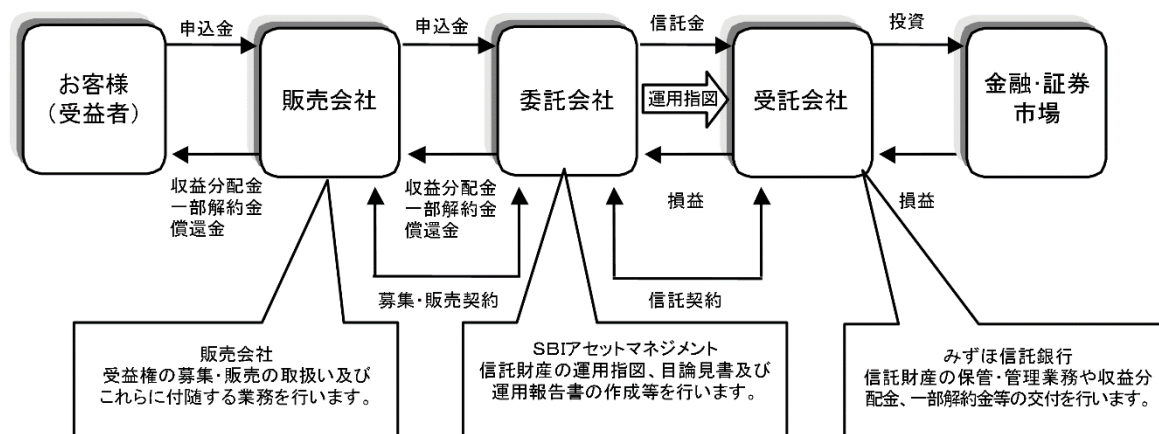 申込金
申込金
信託金
投資
お客様
（受益者）
販売会社
委託会社
運用指図
受託会社
金融・証券
市場
収益分配金
一部解約金
償還金
収益分配金
一部解約金
償還金
損益
損益
募集・販売契約
信託契約
販売会社
受益権の募集・販売の取扱い及び
これらに付随する業務を行います。
SBIアセットマネジメント
信託財産の運用指図、目論見書及び
運用報告書の作成等を行います。
みずほ信託銀行
信託財産の保管・管理業務や収益分
配金、一部解約金等の交付を行います。